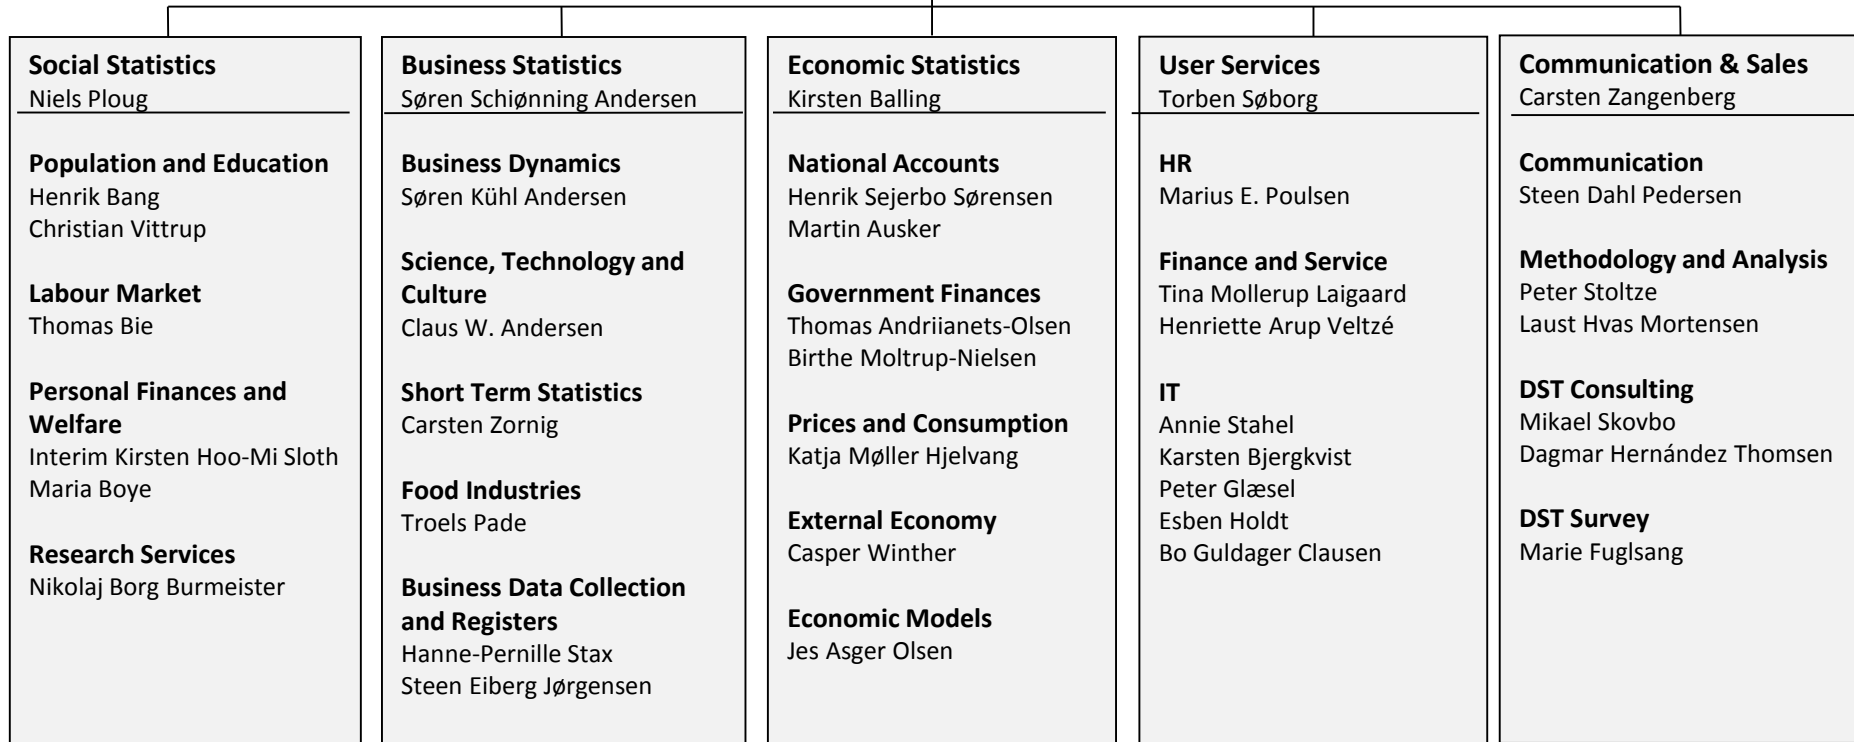 Social Statistics
Niels Ploug
Population and Education
Henrik Bang
Christian Vittrup
Labour Market
Thomas Bie
Personal Finances and
Welfare
Interim Kirsten Hoo-Mi Sloth
Maria Boye
Research Services
Nikolaj Borg Burmeister
Business Statistics
Søren Schiønning Andersen
Business Dynamics
Søren Kühl Andersen
Science, Technology and
Culture
Claus W. Andersen
Short Term Statistics
Carsten Zornig
Food Industries
Troels Pade
Business Data Collection
and Registers
Hanne-Pernille Stax
Steen Eiberg Jørgensen
Economic Statistics
Kirsten Balling
National Accounts
Henrik Sejerbo Sørensen
Martin Ausker
Government Finances
Thomas Andriianets-Olsen
Birthe Moltrup-Nielsen
Prices and Consumption
Katja Møller Hjelvang
External Economy
Casper Winther
Economic Models
Jes Asger Olsen
User Services
Torben Søborg
HR
Marius E. Poulsen
Finance and Service
Tina Mollerup Laigaard
Henriette Arup Veltzé
IT
Annie Stahel
Karsten Bjergkvist
Peter Glæsel
Esben Holdt
Bo Guldager Clausen
Communication & Sales
Carsten Zangenberg
Communication
Steen Dahl Pedersen
Methodology and Analysis
Peter Stoltze
Laust Hvas Mortensen
DST Consulting
Mikael Skovbo
Dagmar Hernández Thomsen
DST Survey
Marie Fuglsang